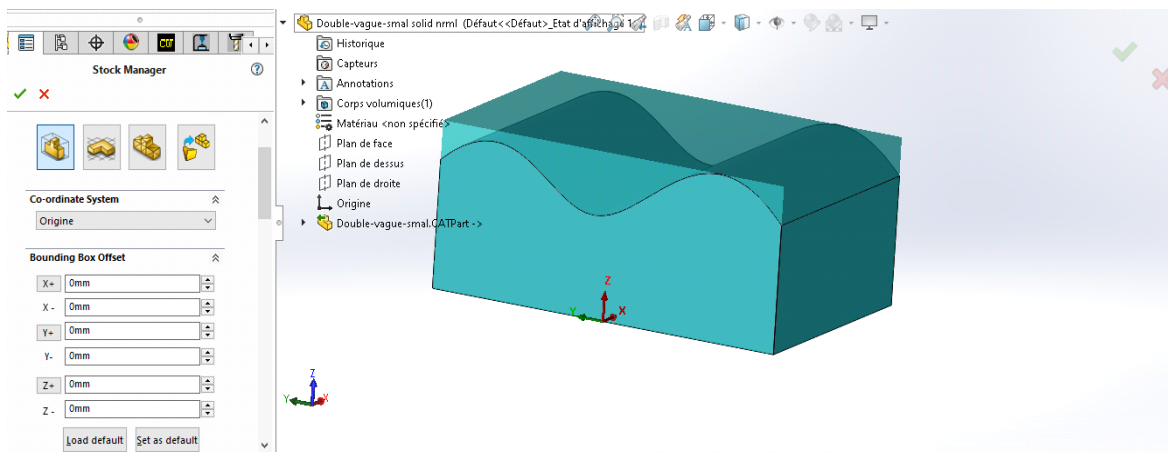 Stock Manager
Co-ordinate System
Origine
Bounding Box Offset
X+ 0mm
X - 0mm
Y+ 0mm
Y- 0mm
Z+ 0mm
Z - 0mm
Load default Set as default
Double-vague-smal solid nrml (Défaut<<Défaut>_Etat d'affichage 1
Historique
Capteurs
Annotations
Corps volumiques(1)
Matériau <non spécifié>
Plan de face
Plan de dessus
Plan de droite
Origine
Double-vague-smal.CATPart ->
Z
Y
X
Z
Y
X